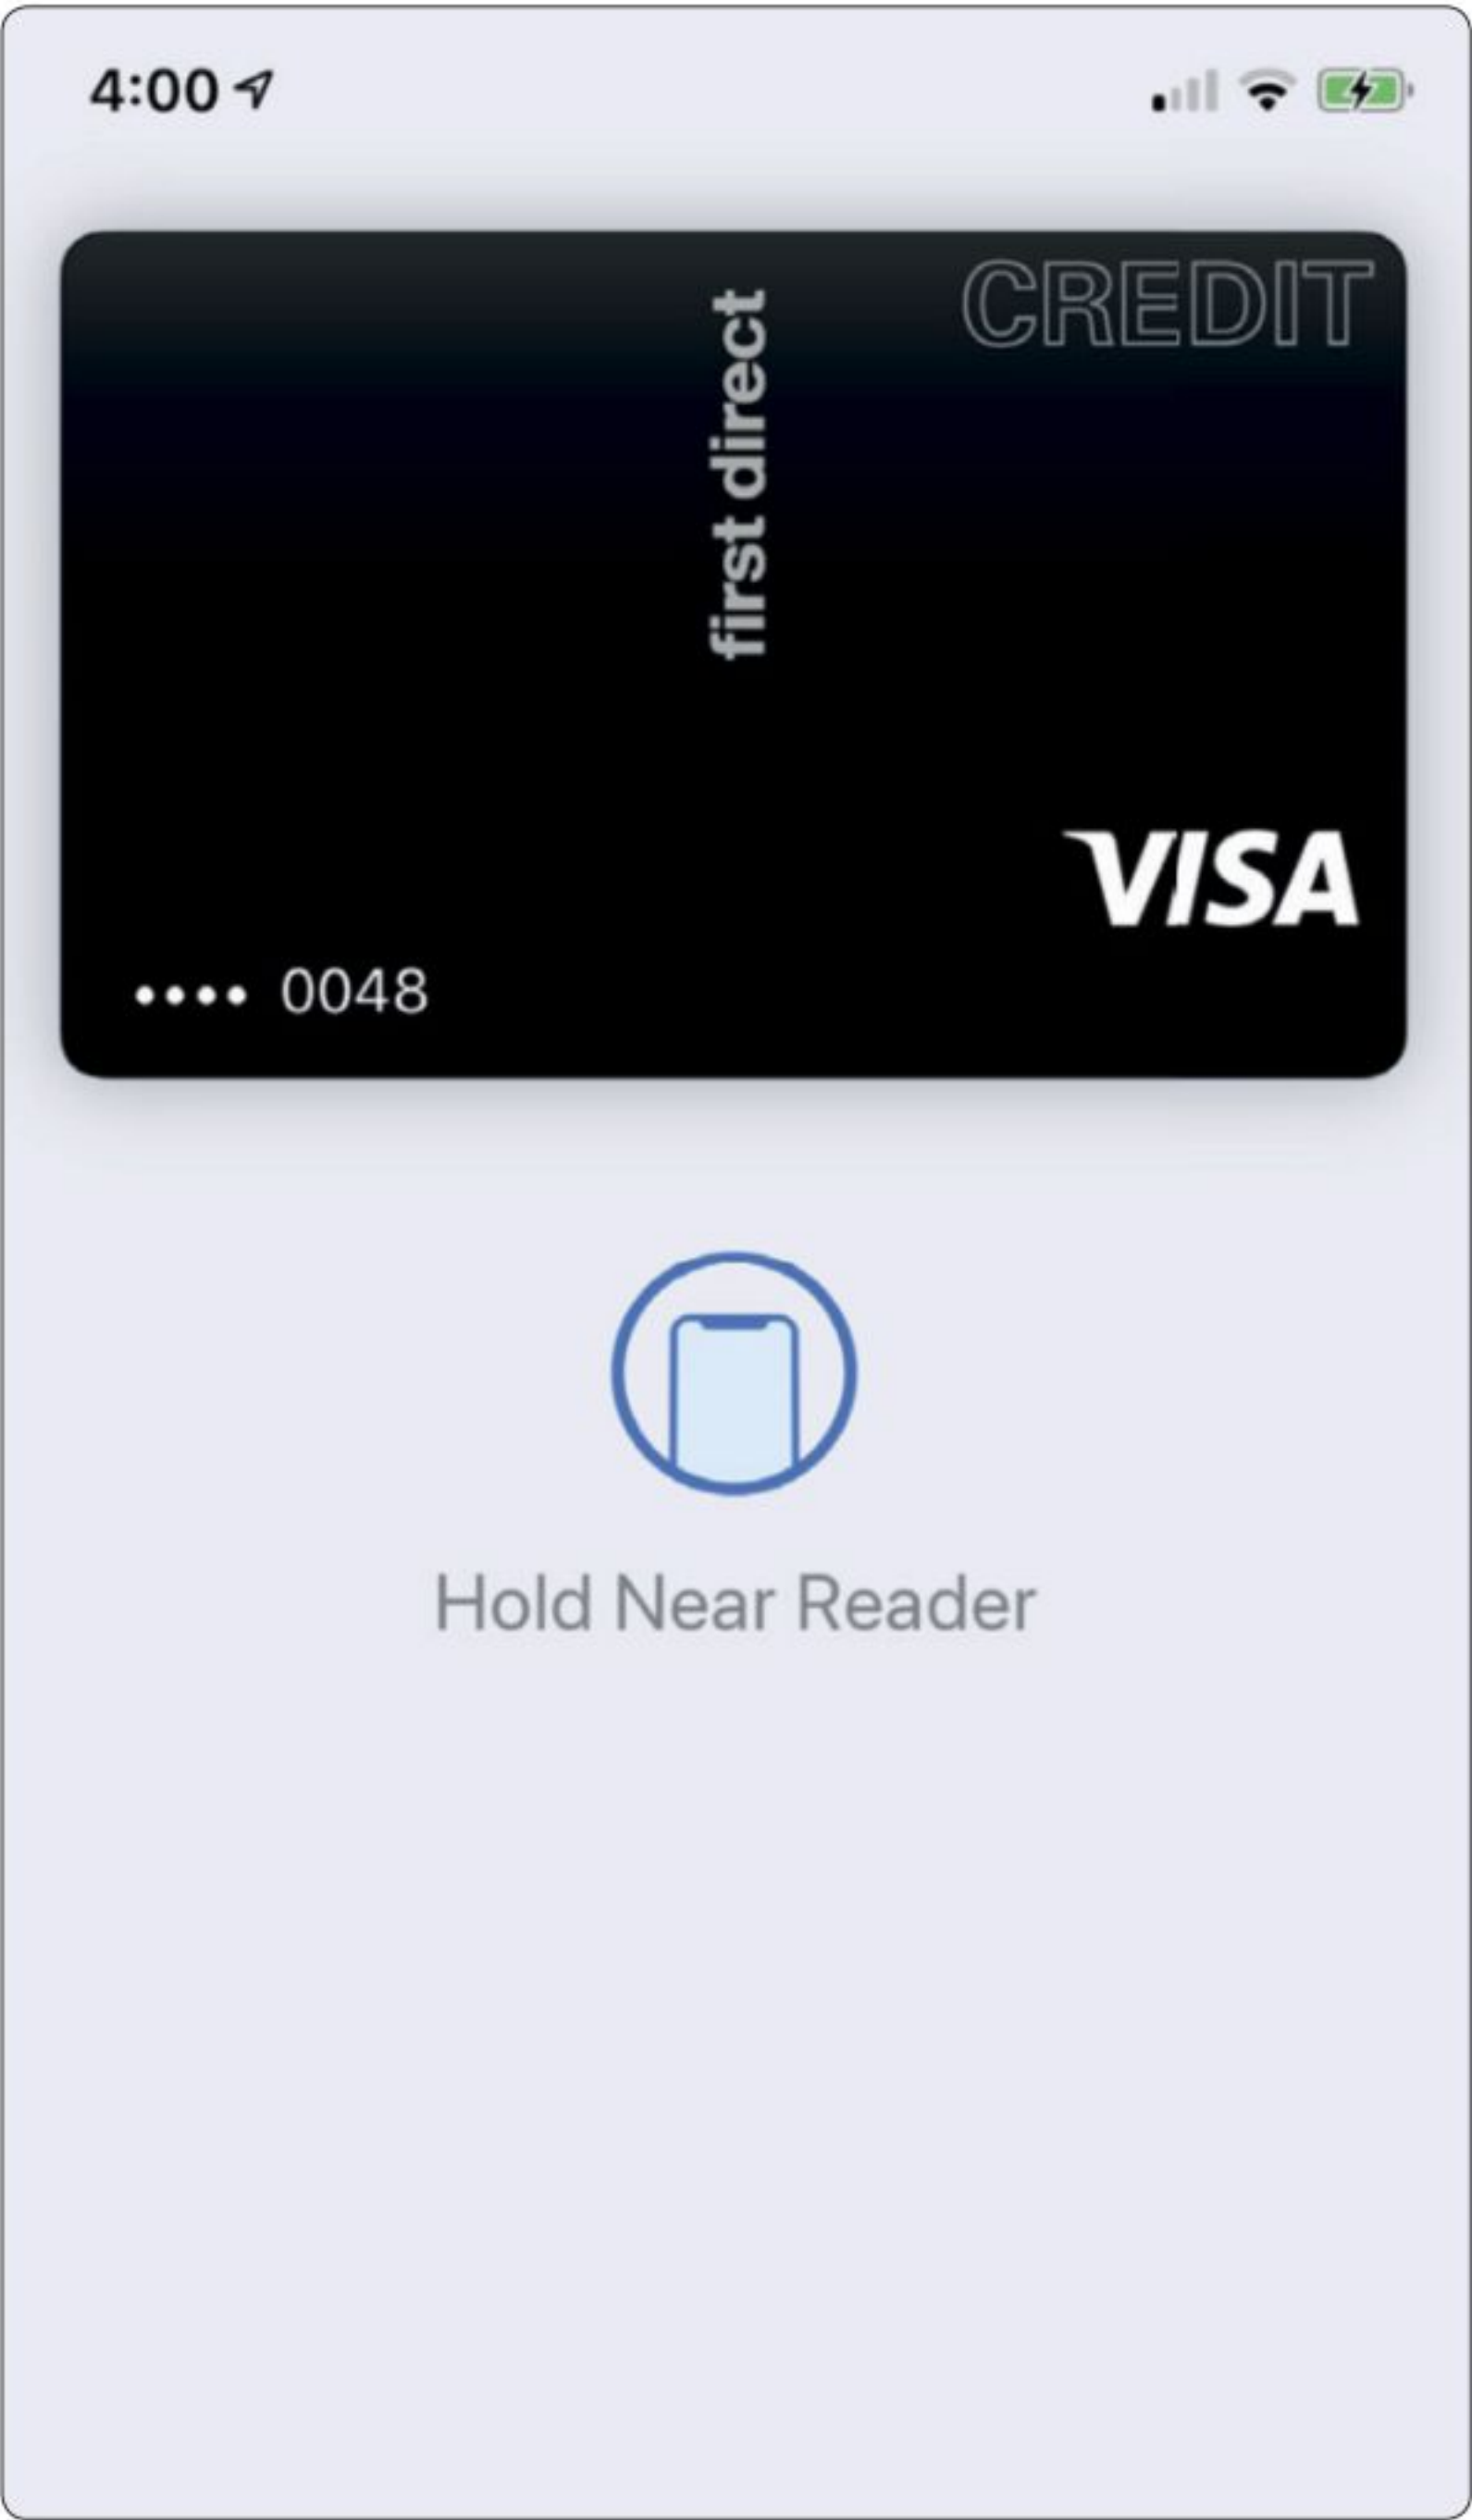 4:00
CREDIT
first direct
VISA
•••• 0048
Hold Near Reader